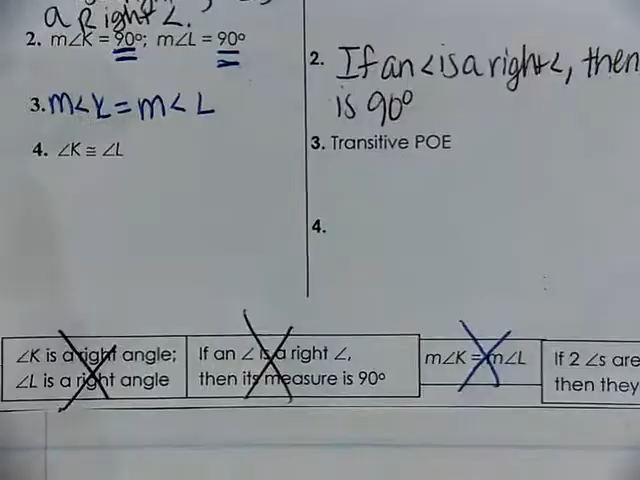 a Right ∠.
2. m∠K = 90°; m∠L = 90°
2. If an ∠ is a right ∠, then
is 90°
3. m∠K = m∠L
3. Transitive POE
4. ∠K ≅ ∠L
4.
∠K is a right angle;
∠L is a right angle
If an ∠ is a right ∠,
then its measure is 90°
m∠K = m∠L
If 2 ∠s are
then they